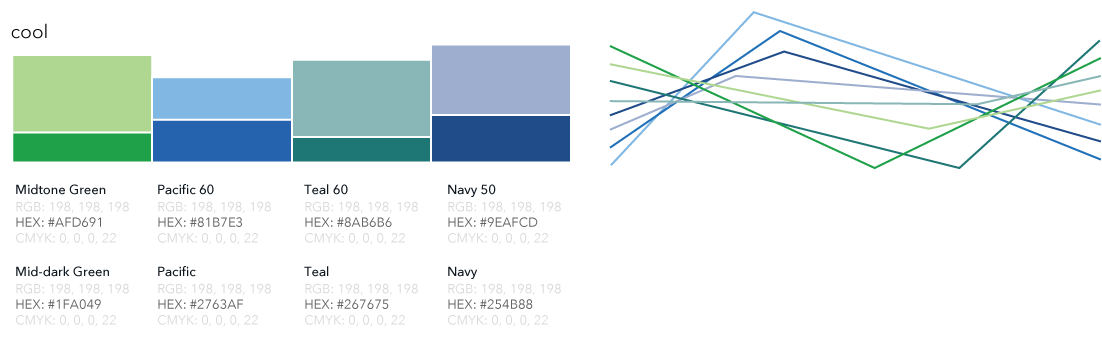 cool
Midtone Green
RGB: 198, 198, 198
HEX: #AFD691
CMYK: 0, 0, 0, 22
Pacific 60
RGB: 198, 198, 198
HEX: #81B7E3
CMYK: 0, 0, 0, 22
Teal 60
RGB: 198, 198, 198
HEX: #8AB6B6
CMYK: 0, 0, 0, 22
Navy 50
RGB: 198, 198, 198
HEX: #9EAFCD
CMYK: 0, 0, 0, 22
Mid-dark Green
RGB: 198, 198, 198
HEX: #1FA049
CMYK: 0, 0, 0, 22
Pacific
RGB: 198, 198, 198
HEX: #2763AF
CMYK: 0, 0, 0, 22
Teal
RGB: 198, 198, 198
HEX: #267675
CMYK: 0, 0, 0, 22
Navy
RGB: 198, 198, 198
HEX: #254B88
CMYK: 0, 0, 0, 22